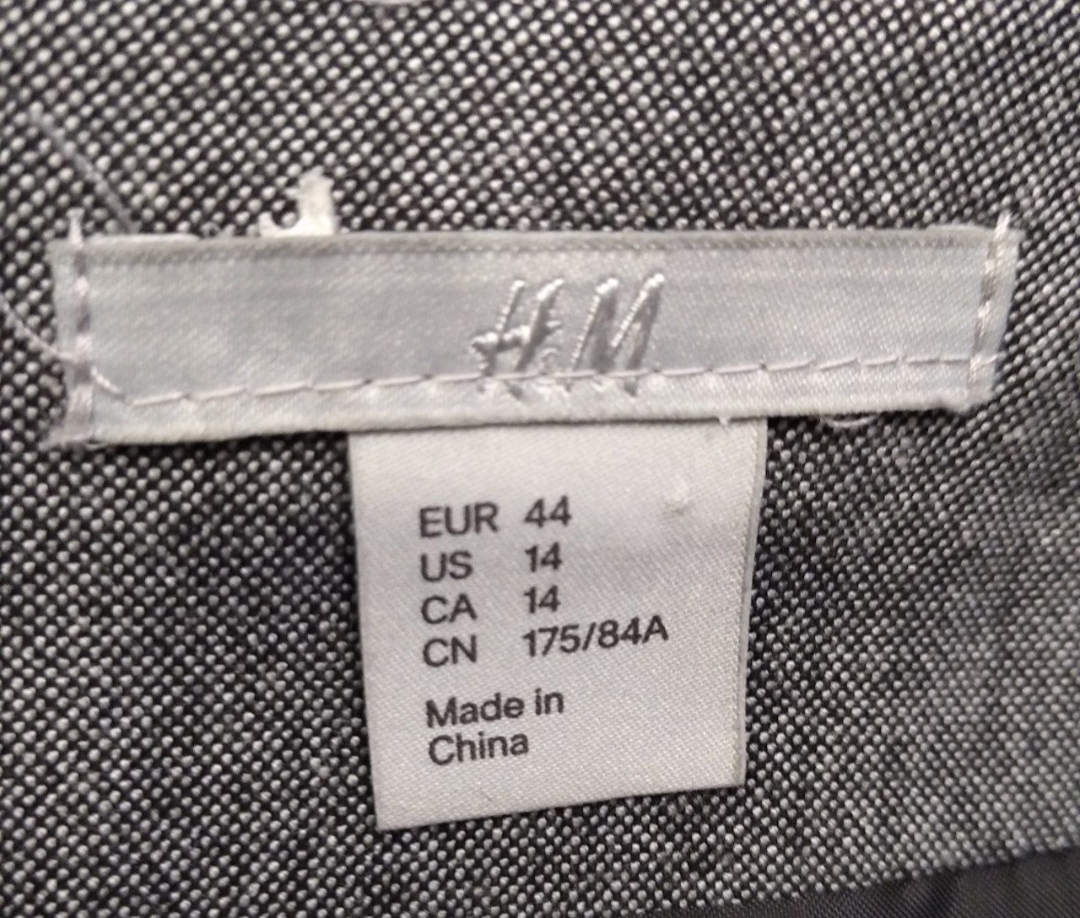 H&M
EUR 44
US 14
CA 14
CN 175/84A
Made in
China